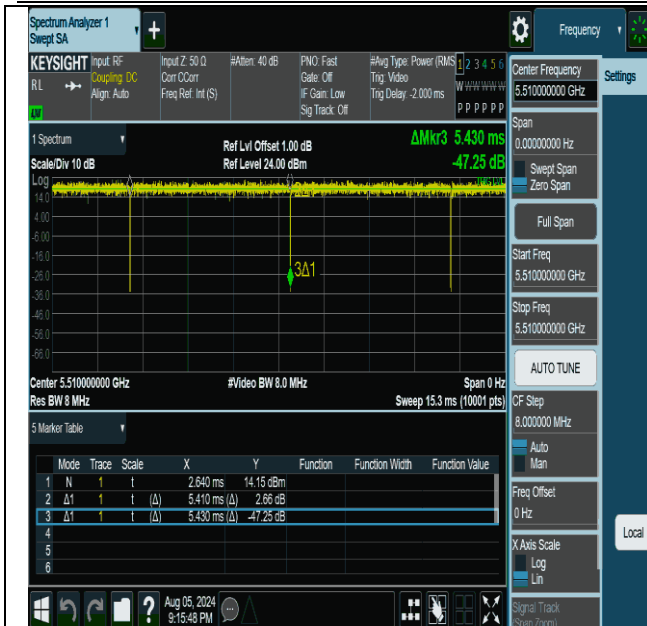 Spectrum Analyzer 1
Swept SA
+
Frequency
KEYSIGHT
RL
Input: RF
Coupling: DC
Align: Auto
Input Z: 50 Ω
Corr CCorr
Freq Ref: Int (S)
#Atten: 40 dB
PNO: Fast
Gate: Off
IF Gain: Low
Sig Track: Off
#Avg Type: Power (RMS
Trig: Video
Trig Delay: -2.000 ms
1 2 3 4 5 6
W W W W W W
P P P P P P
1 Spectrum
Scale/Div 10 dB
Ref Lvl Offset 1.00 dB
Ref Level 24.00 dBm
ΔMkr3 5.430 ms
-47.25 dB
Log
14.0
4.00
-6.00
-16.0
-26.0
-36.0
-46.0
-56.0
-66.0
3Δ1
Center 5.510000000 GHz
#Video BW 8.0 MHz
Span 0 Hz
Res BW 8 MHz
Sweep 15.3 ms (10001 pts)
5 Marker Table
Mode Trace Scale X Y Function Function Width Function Value
1 N 1 t 2.640 ms 14.15 dBm
2 Δ1 1 t (Δ) 5.410 ms (Δ) 2.66 dB
3 Δ1 1 t (Δ) 5.430 ms (Δ) -47.25 dB
4
5
6
Aug 05, 2024
9:15:48 PM
Center Frequency
5.510000000 GHz
Settings
Span
0.00000000 Hz
Swept Span
Zero Span
Full Span
Start Freq
5.510000000 GHz
Stop Freq
5.510000000 GHz
AUTO TUNE
CF Step
8.000000 MHz
Auto
Man
Freq Offset
0 Hz
X Axis Scale
Log
Lin
Signal Track
(Span Zoom)
Local